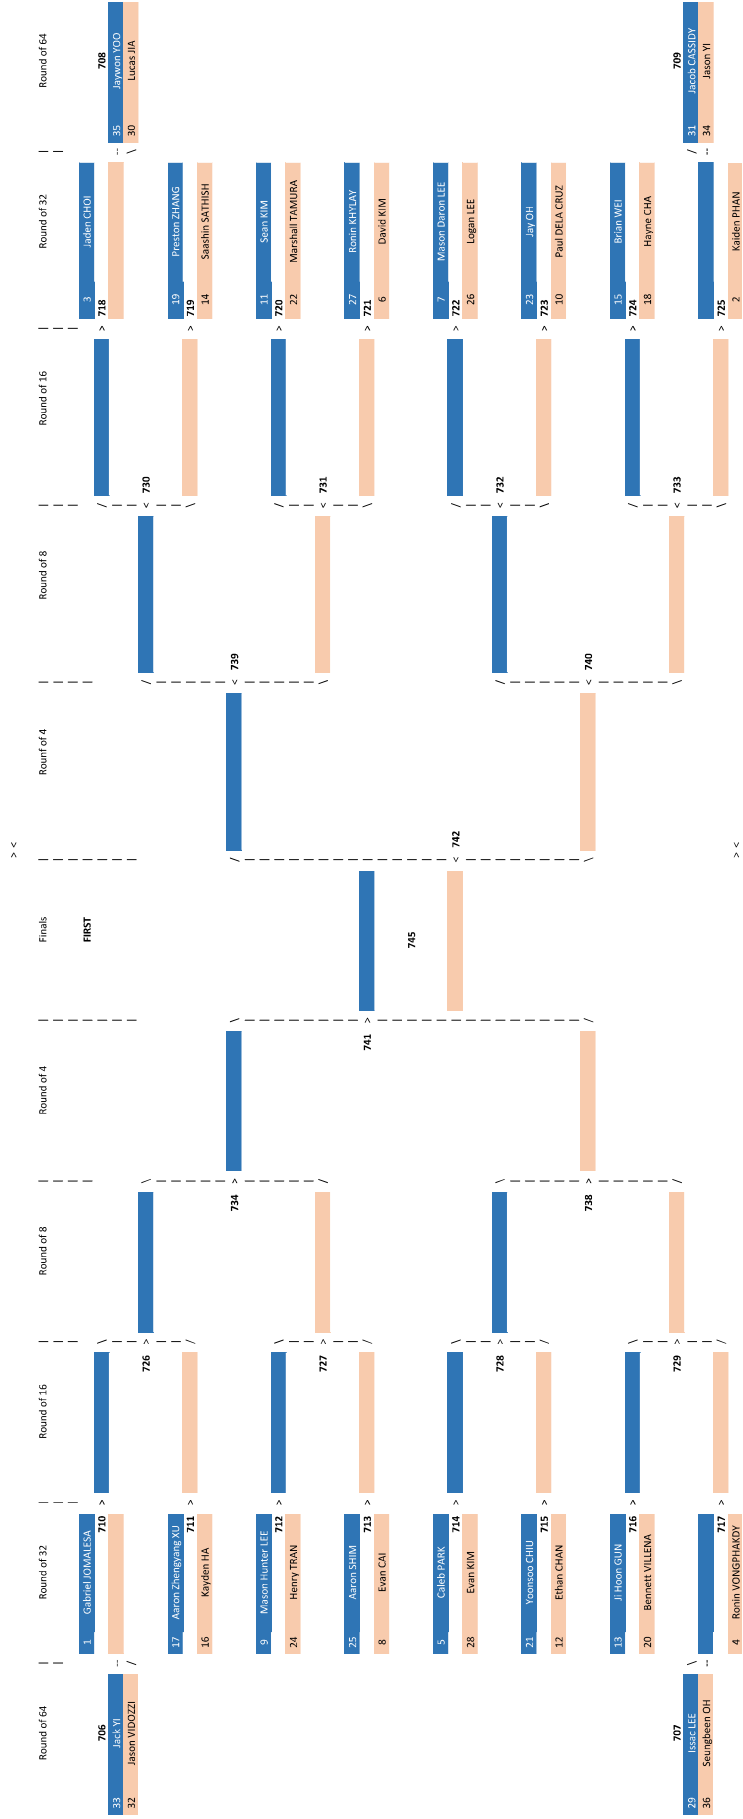 Round of 64
Round of 32
Round of 16
Round of 8
Round of 4
Finals
Rounf of 4
Round of 8
Round of 16
Round of 32
Round of 64
> <
FIRST
1 Gabriel JOMALESA
710
3 Jaden CHOI
718
706
33 Jack YI
32 Jason VIDOZZI
708
35 Jaywon YOO
30 Lucas JIA
726
730
17 Aaron Zhengyang XU
711
16 Kayden HA
19 Preston ZHANG
719
14 Saashin SATHISH
734
739
9 Mason Hunter LEE
712
24 Henry TRAN
11 Sean KIM
720
22 Marshall TAMURA
727
731
25 Aaron SHIM
713
8 Evan CAI
27 Ronin KHYLAY
721
6 David KIM
741
745
742
5 Caleb PARK
714
28 Evan KIM
7 Mason Daron LEE
722
26 Logan LEE
728
732
21 Yoonsoo CHIU
715
12 Ethan CHAN
23 Jay OH
723
10 Paul DELA CRUZ
738
740
13 Ji Hoon GUN
716
20 Bennett VILLENA
15 Brian WEI
724
18 Hayne CHA
729
733
707
29 Issac LEE
36 Seungbeen OH
709
31 Jacob CASSIDY
34 Jason YI
717
4 Ronin VONGPHAKDY
725
2 Kaiden PHAN
> <